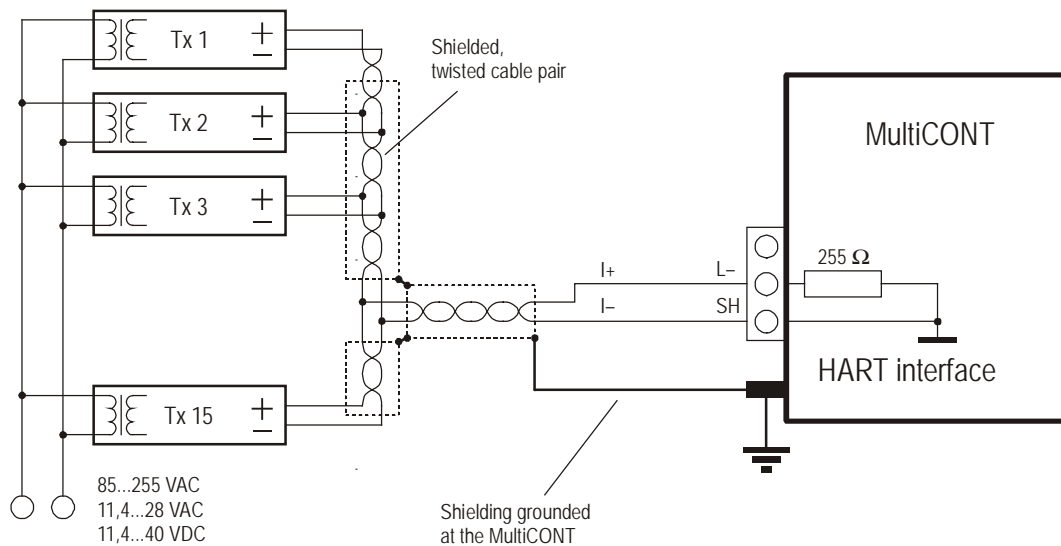 Tx 1
+
–
Tx 2
+
–
Tx 3
+
–
Tx 15
+
–
85...255 VAC
11,4...28 VAC
11,4...40 VDC
Shielded,
twisted cable pair
I+
I–
L–
SH
MultiCONT
255 Ω
HART interface
Shielding grounded
at the MultiCONT